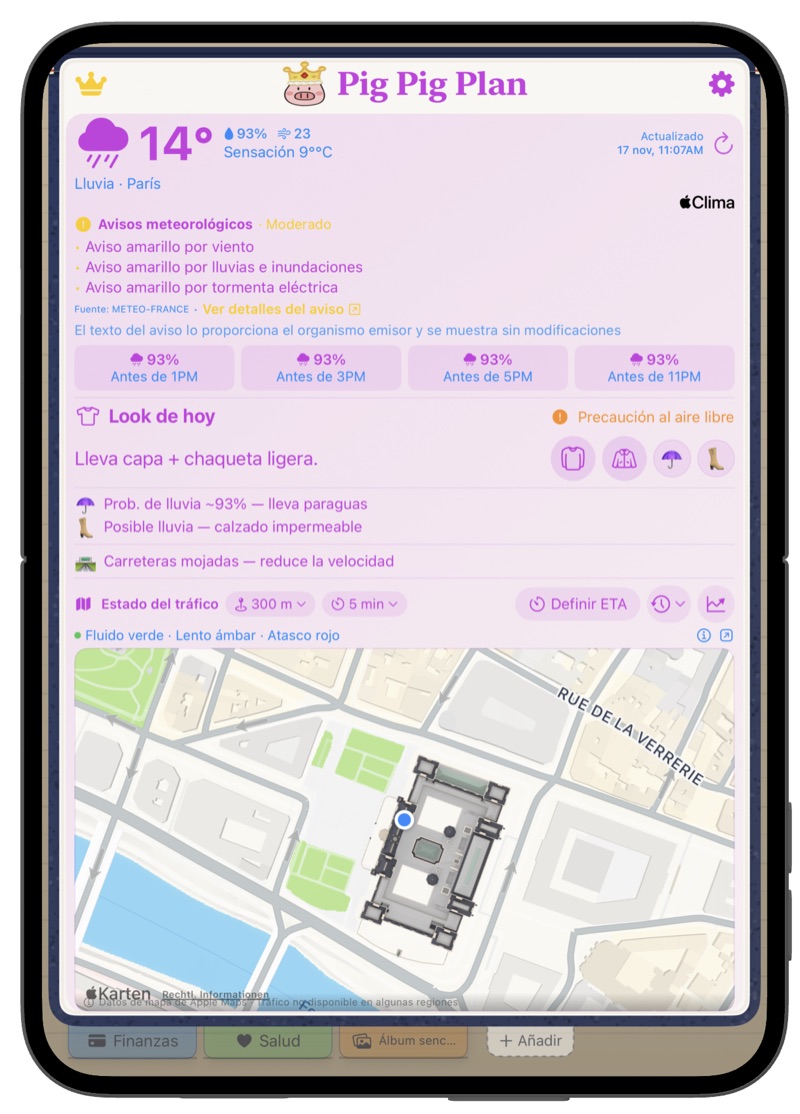 Pig Pig Plan
14° 93% 23
Sensación 9°°C
Actualizado
17 nov, 11:07AM
Lluvia · París
Clima
Avisos meteorológicos · Moderado
· Aviso amarillo por viento
· Aviso amarillo por lluvias e inundaciones
· Aviso amarillo por tormenta eléctrica
Fuente: METEO-FRANCE · Ver detalles del aviso
El texto del aviso lo proporciona el organismo emisor y se muestra sin modificaciones
93% 93% 93% 93%
Antes de 1PM Antes de 3PM Antes de 5PM Antes de 11PM
Look de hoy
Precaución al aire libre
Lleva capa + chaqueta ligera.
Prob. de lluvia ~93% — lleva paraguas
Posible lluvia — calzado impermeable
Carreteras mojadas — reduce la velocidad
Estado del tráfico 300 m 5 min Definir ETA
Fluido verde · Lento ámbar · Atasco rojo
RUE DE LA VERRERIE
Karten Rechtl. Informationen
Datos de mapa de Apple Maps · Tráfico no disponible en algunas regiones
Finanzas Salud Álbum senc... + Añadir